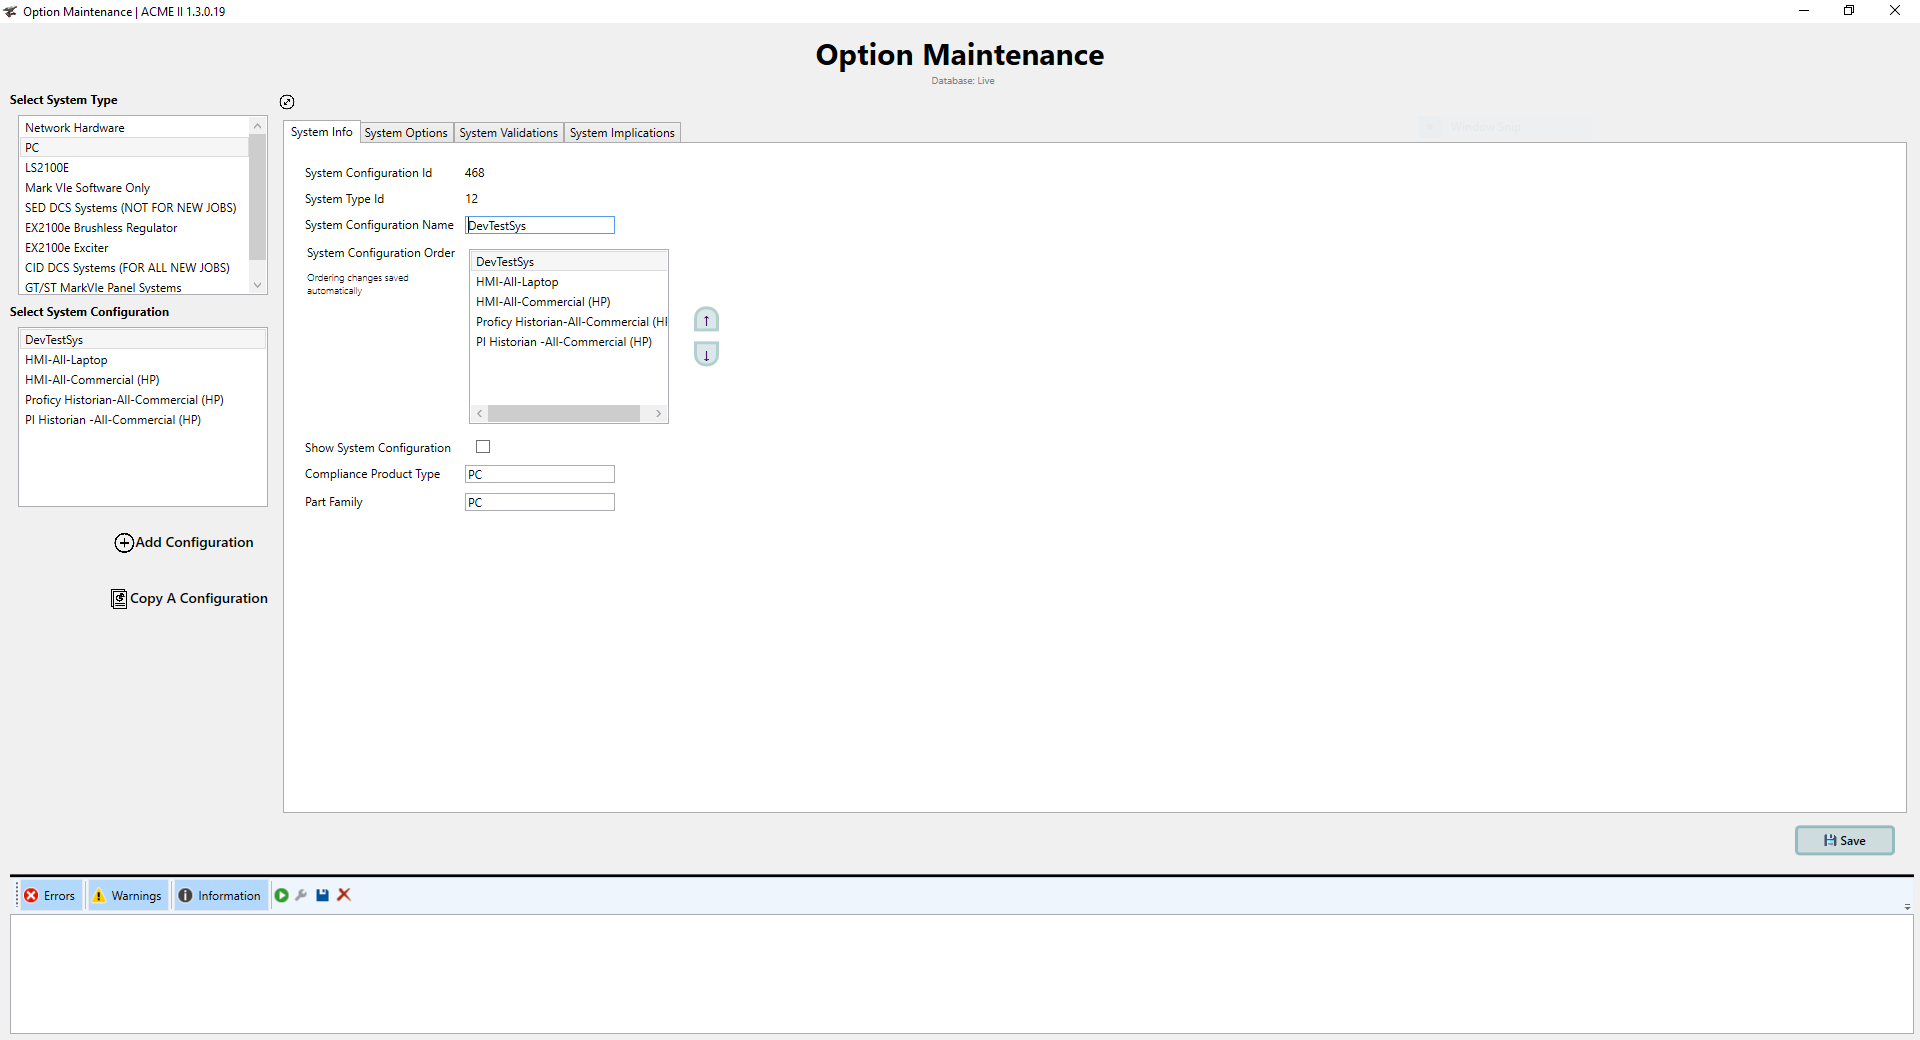 Option Maintenance | ACME II 1.3.0.19
Option Maintenance
Database: Live
Select System Type
Network Hardware
PC
LS2100E
Mark VIe Software Only
SED DCS Systems (NOT FOR NEW JOBS)
EX2100e Brushless Regulator
EX2100e Exciter
CID DCS Systems (FOR ALL NEW JOBS)
GT/ST MarkVIe Panel Systems
Select System Configuration
DevTestSys
HMI-All-Laptop
HMI-All-Commercial (HP)
Proficy Historian-All-Commercial (HP)
PI Historian -All-Commercial (HP)
Add Configuration
Copy A Configuration
System Info System Options System Validations System Implications
System Configuration Id 468
System Type Id 12
System Configuration Name DevTestSys
System Configuration Order
Ordering changes saved
automatically
DevTestSys
HMI-All-Laptop
HMI-All-Commercial (HP)
Proficy Historian-All-Commercial (HP
PI Historian -All-Commercial (HP)
Show System Configuration
Compliance Product Type PC
Part Family PC
Save
Errors Warnings Information